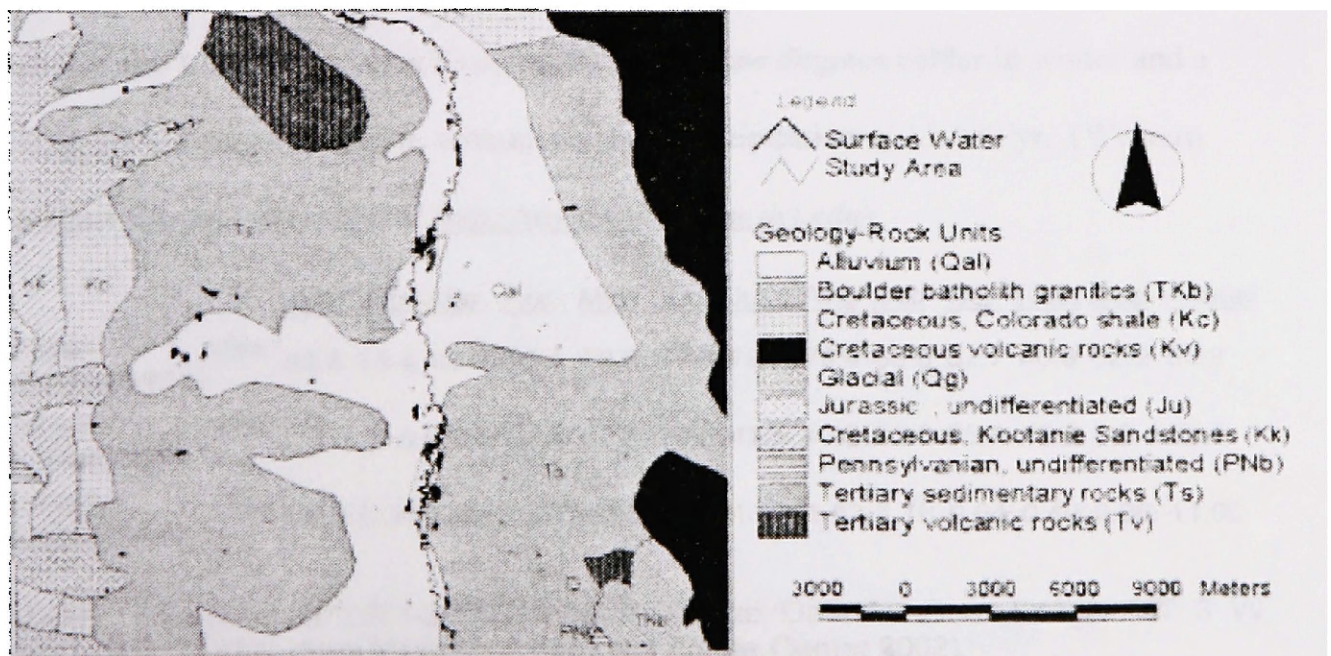 Legend
Surface Water
Study Area
Geology-Rock Units
Alluvium (Qal)
Boulder batholith granitics (TKb)
Cretaceous, Colorado shale (Kc)
Cretaceous volcanic rocks (Kv)
Glacial (Qg)
Jurassic , undifferentiated (Ju)
Cretaceous, Kootanie Sandstones (Kk)
Pennsylvanian, undifferentiated (PNb)
Tertiary sedimentary rocks (Ts)
Tertiary volcanic rocks (Tv)
3000 0 3000 6000 9000 Meters
Ts
Kk
Kc
Qal
Ts
TKb